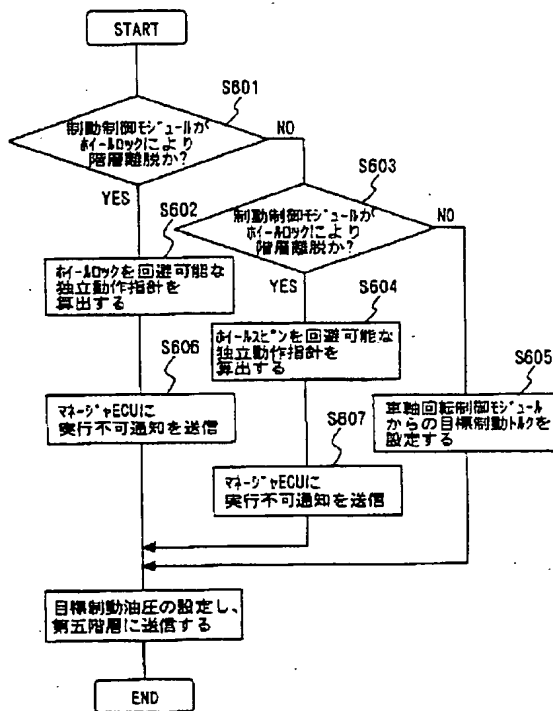 START
S601
制動制御モジュールが
ホイールロックにより
階層離脱か?
NO
YES
S603
制動制御モジュールが
ホイールロックにより
階層離脱か?
NO
YES
S602
ホイールロックを回避可能な
独立動作指針を
算出する
S604
ホイールスピンを回避可能な
独立動作指針を
算出する
S605
車軸回転制御モジュール
からの目標制動トルクを
設定する
S606
マネージャECUに
実行不可通知を送信
S607
マネージャECUに
実行不可通知を送信
目標制動油圧の設定し、
第五階層に送信する
END